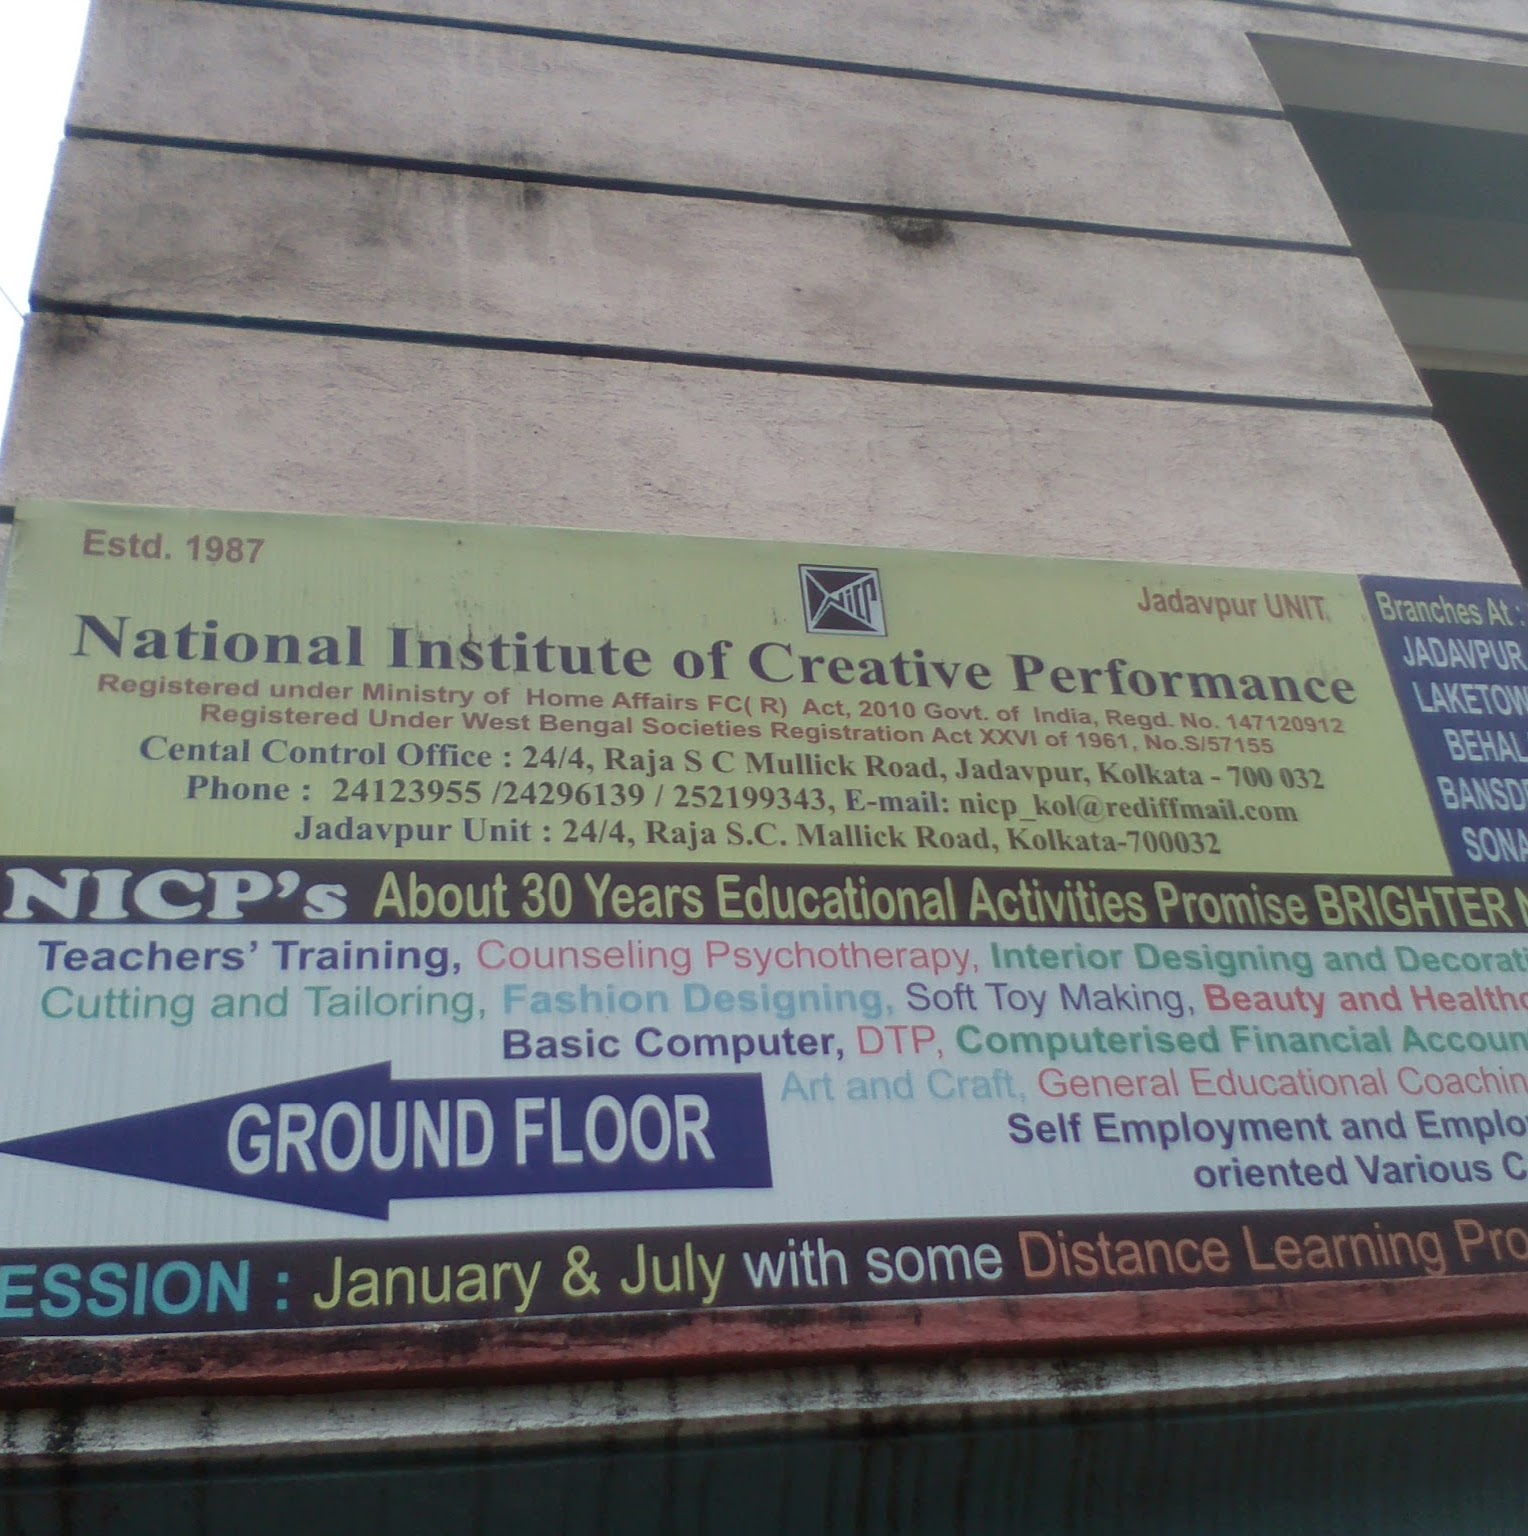 Estd. 1987
NiCP
Jadavpur UNIT
National Institute of Creative Performance
Registered under Ministry of Home Affairs FC( R) Act, 2010 Govt. of India, Regd. No. 147120912
Registered Under West Bengal Societies Registration Act XXVI of 1961, No.S/57155
Cental Control Office : 24/4, Raja S C Mullick Road, Jadavpur, Kolkata - 700 032
Phone : 24123955 /24296139 / 252199343, E-mail: nicp_kol@rediffmail.com
Jadavpur Unit : 24/4, Raja S.C. Mallick Road, Kolkata-700032
Branches At :
JADAVPUR
NICP's About 30 Years Educational Activities Promise BRIGHTER
Teachers' Training, Counseling Psychotherapy, Interior Designing and
Cutting and Tailoring, Fashion Designing, Soft Toy Making, Beauty and
Basic Computer, DTP, Computerised Financial
Art and Craft, General Educational
Self Employment and
oriented Various
GROUND FLOOR
ESSION : January & July with some Distance Learning